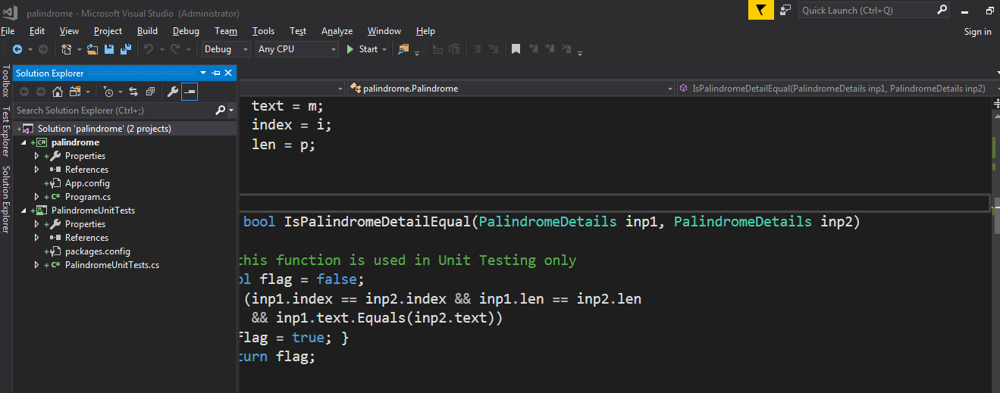 palindrome - Microsoft Visual Studio (Administrator)
Quick Launch (Ctrl+Q)
File Edit View Project Build Debug Team Tools Test Analyze Window Help
Sign in
Debug Any CPU Start
Toolbox
Test Explorer
Solution Explorer
Solution Explorer
Search Solution Explorer (Ctrl+;)
Solution 'palindrome' (2 projects)
palindrome
Properties
References
App.config
Program.cs
PalindromeUnitTests
Properties
References
packages.config
PalindromeUnitTests.cs
palindrome.Palindrome
IsPalindromeDetailEqual(PalindromeDetails inp1, PalindromeDetails inp2)
text = m;
index = i;
len = p;
bool IsPalindromeDetailEqual(PalindromeDetails inp1, PalindromeDetails inp2)
this function is used in Unit Testing only
ol flag = false;
(inp1.index == inp2.index && inp1.len == inp2.len
&& inp1.text.Equals(inp2.text))
flag = true; }
turn flag;